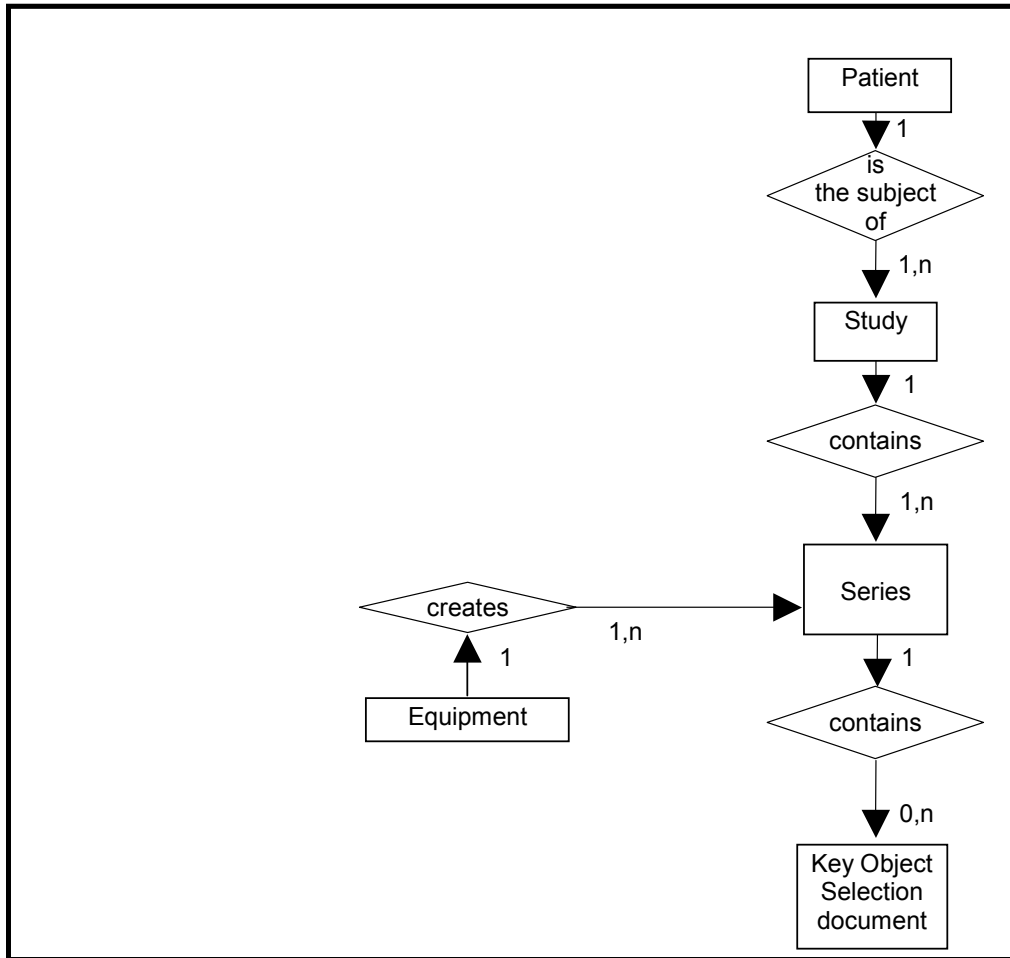 Patient
1
is
the subject
of
1,n
Study
1
contains
1,n
Series
creates
1,n
1
1
Equipment
contains
0,n
Key Object
Selection
document